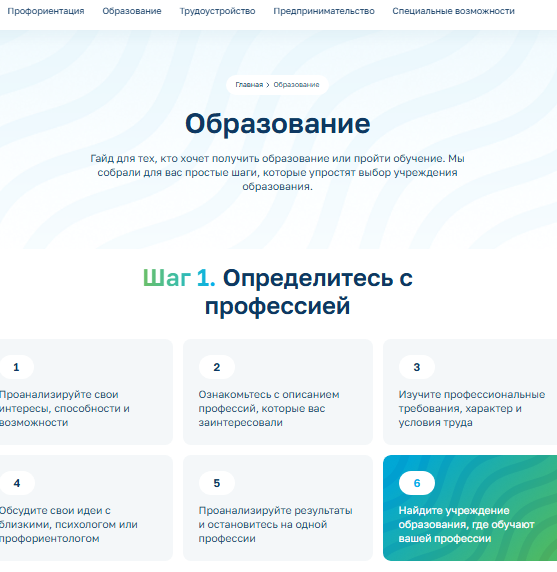 Профориентация Образование Трудоустройство Предпринимательство Специальные возможности
Главная > Образование
Образование
Гайд для тех, кто хочет получить образование или пройти обучение. Мы
собрали для вас простые шаги, которые упростят выбор учреждения
образования.
Шаг 1. Определитесь с
профессией
1
Проанализируйте свои
интересы, способности и
возможности
2
Ознакомьтесь с описанием
профессий, которые вас
заинтересовали
3
Изучите профессиональные
требования, характер и
условия труда
4
Обсудите свои идеи с
близкими, психологом или
профориентологом
5
Проанализируйте результаты
и остановитесь на одной
профессии
6
Найдите учреждение
образования, где обучают
вашей профессии